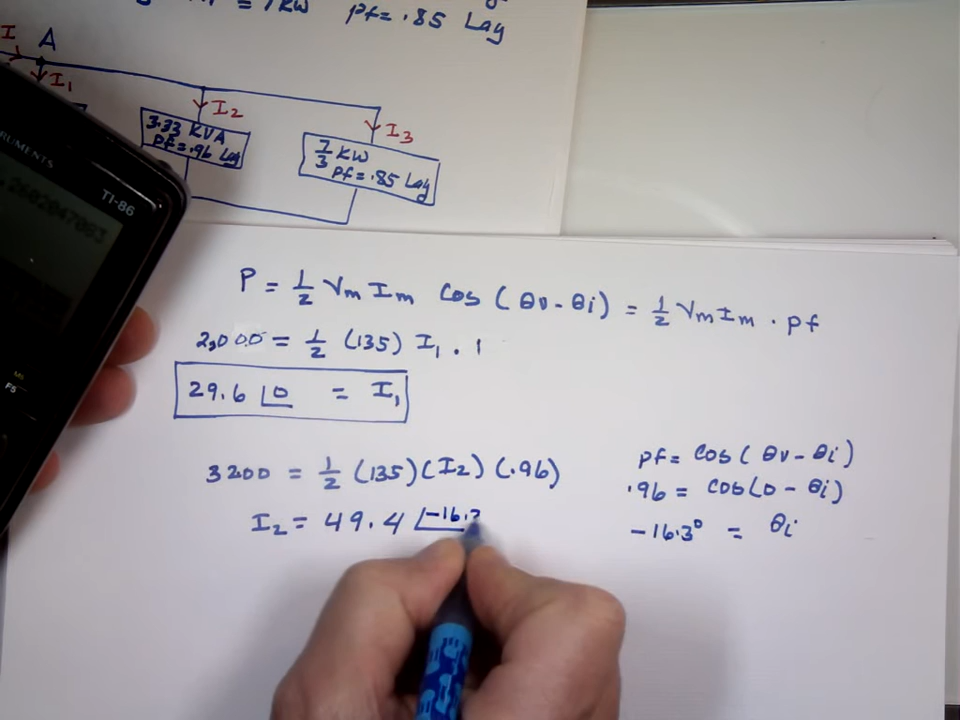 = 7 KW pf = .85 Lag
I A
I1 I2 I3
3.33 KVA
pf = .96 Lag
7/3 KW
pf = .85 Lag
TI-86
F5
P = 1/2 Vm Im cos (θv - θi) = 1/2 Vm Im · pf
2,000 = 1/2 (135) I1 . 1
29.6 ∠0 = I1
3200 = 1/2 (135)(I2)(.96)
I2 = 49.4 ∠-16.3
pf = cos(θv - θi)
.96 = cos(0 - θi)
-16.3° = θi